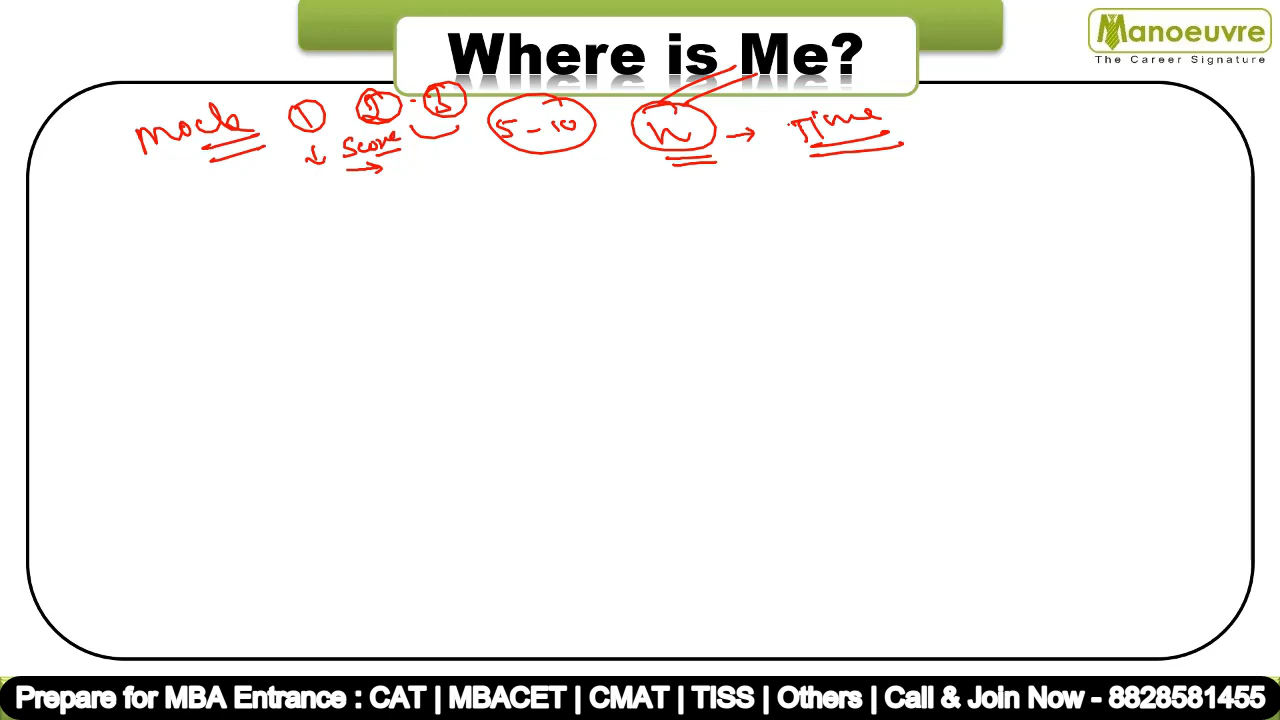 Where is Me?
Manoeuvre
The Career Signature
Mock 1 2 - 3 5-10 n → Time
↓ Score →
Prepare for MBA Entrance : CAT | MBACET | CMAT | TISS | Others | Call & Join Now - 8828581455